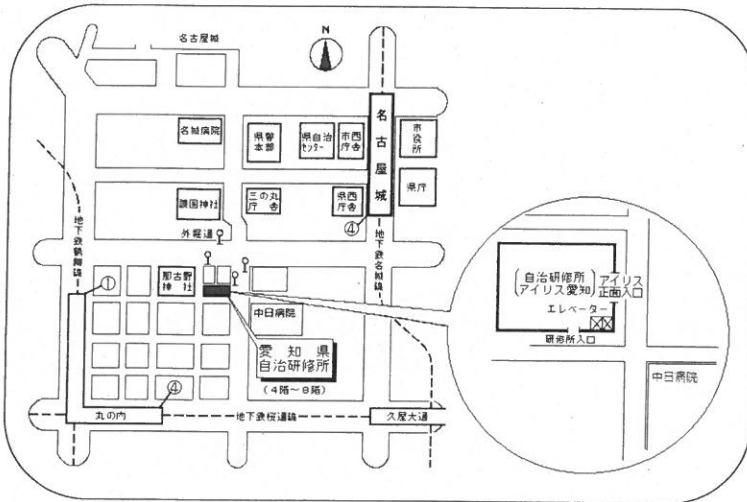 名古屋城
N
名城病院
県警
本部
県自治
センター
市西
庁舎
名古屋城
市役所
県庁
護国神社
三の丸
庁舎
県西
庁舎
④
外堀通
地下鉄鶴舞線
地下鉄名城線
①
那古野
神社
中日病院
愛知県
自治研修所
(4階~8階)
④
丸の内
地下鉄桜通線
久屋大通
自治研修所
アイリス愛知
アイリス
正面入口
エレベーター
研修所入口
中日病院